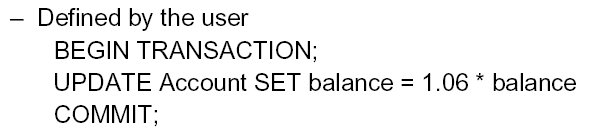 – Defined by the user
BEGIN TRANSACTION;
UPDATE Account SET balance = 1.06 * balance
COMMIT;